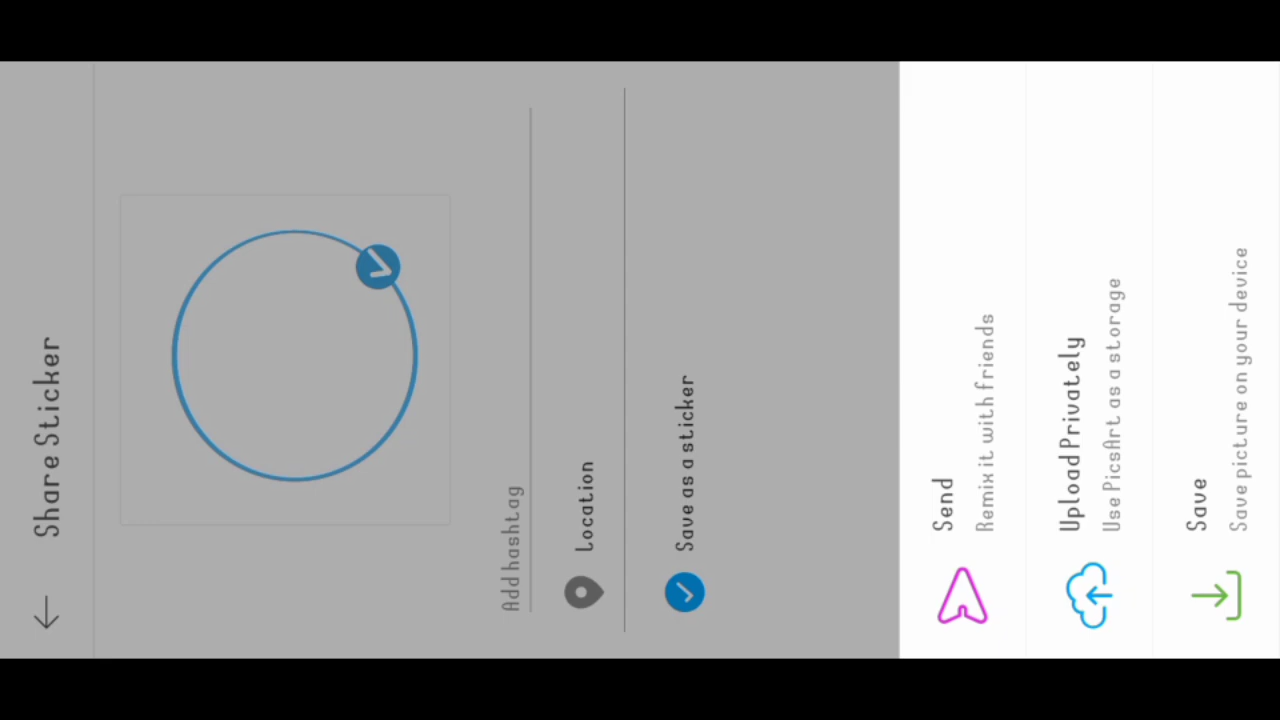 Share Sticker
Add hashtag
Location
Save as a sticker
Send
Remix it with friends
Upload Privately
Use PicsArt as a storage
Save
Save picture on your device